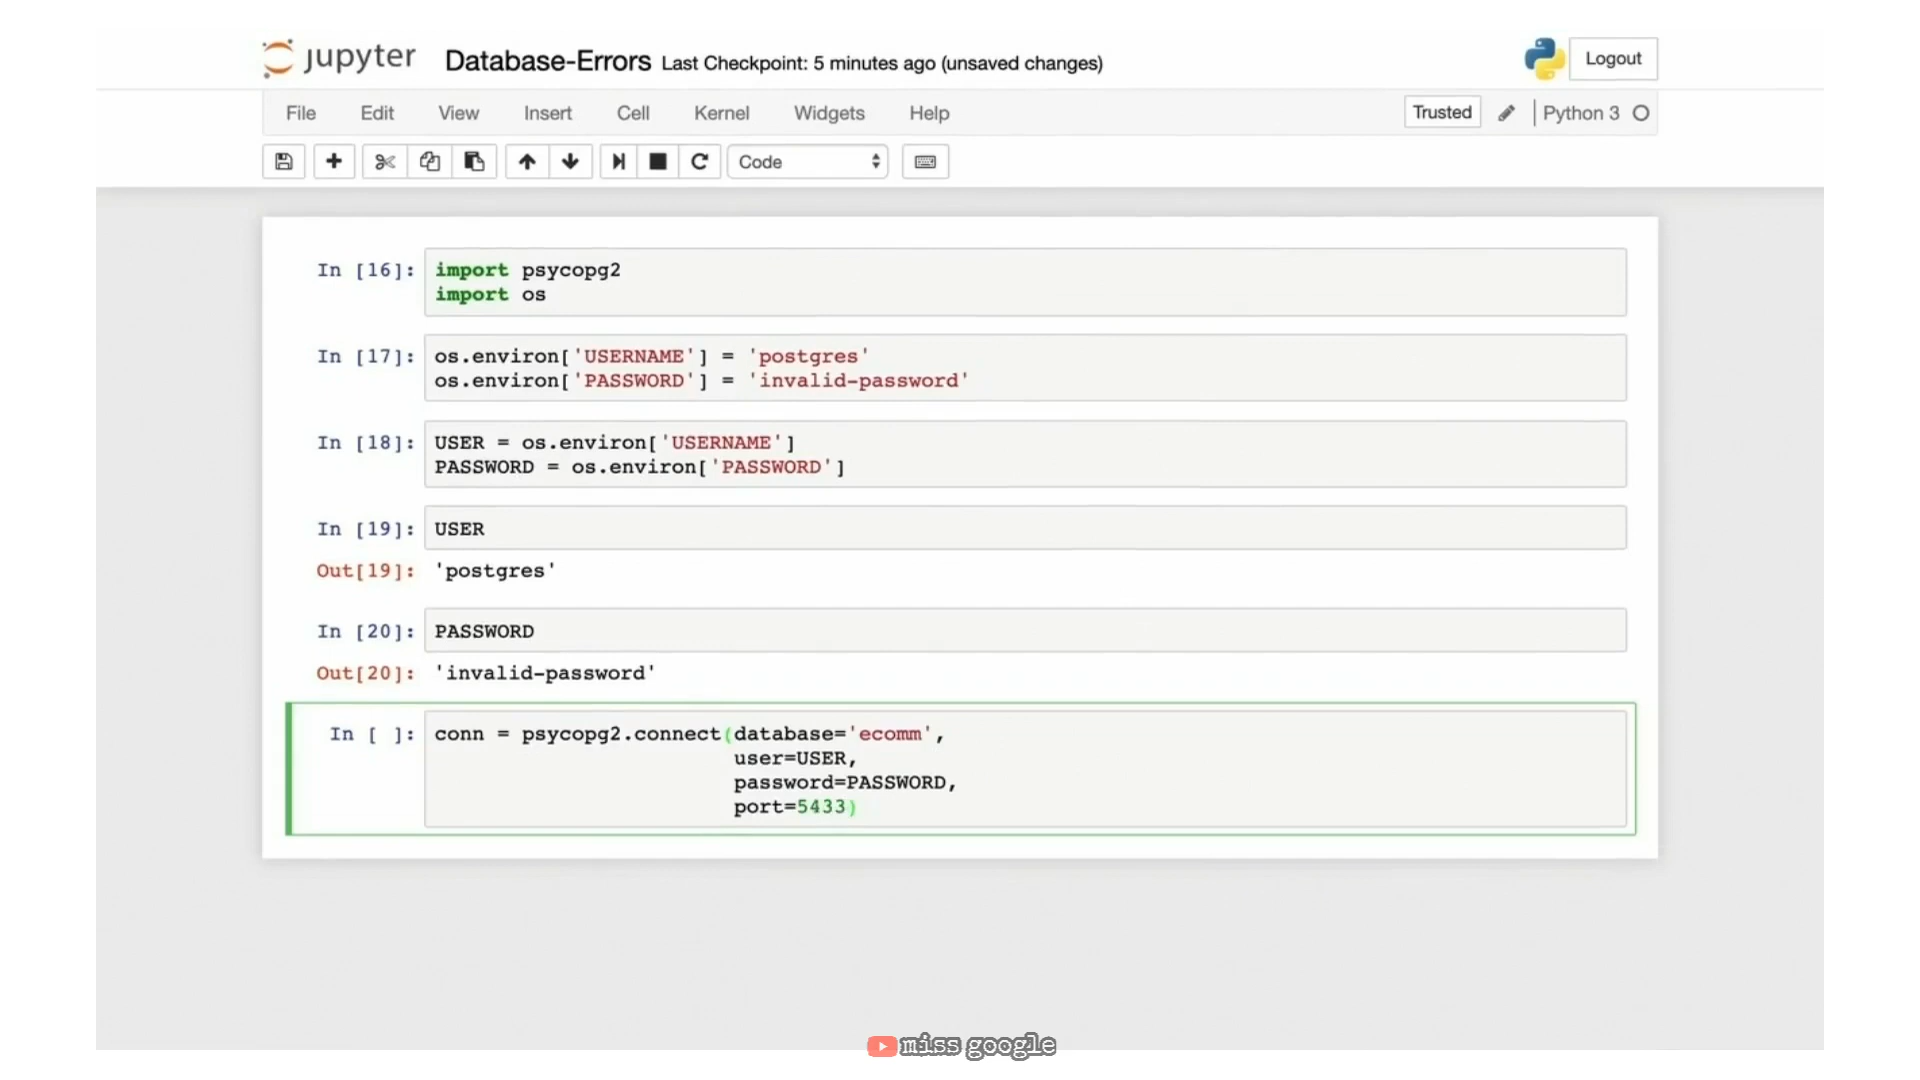 jupyter Database-Errors Last Checkpoint: 5 minutes ago (unsaved changes) Logout
File Edit View Insert Cell Kernel Widgets Help Trusted Python 3
Code
In [16]: import psycopg2
import os
In [17]: os.environ['USERNAME'] = 'postgres'
os.environ['PASSWORD'] = 'invalid-password'
In [18]: USER = os.environ['USERNAME']
PASSWORD = os.environ['PASSWORD']
In [19]: USER
Out[19]: 'postgres'
In [20]: PASSWORD
Out[20]: 'invalid-password'
In [ ]: conn = psycopg2.connect(database='ecomm',
user=USER,
password=PASSWORD,
port=5433)
miss google